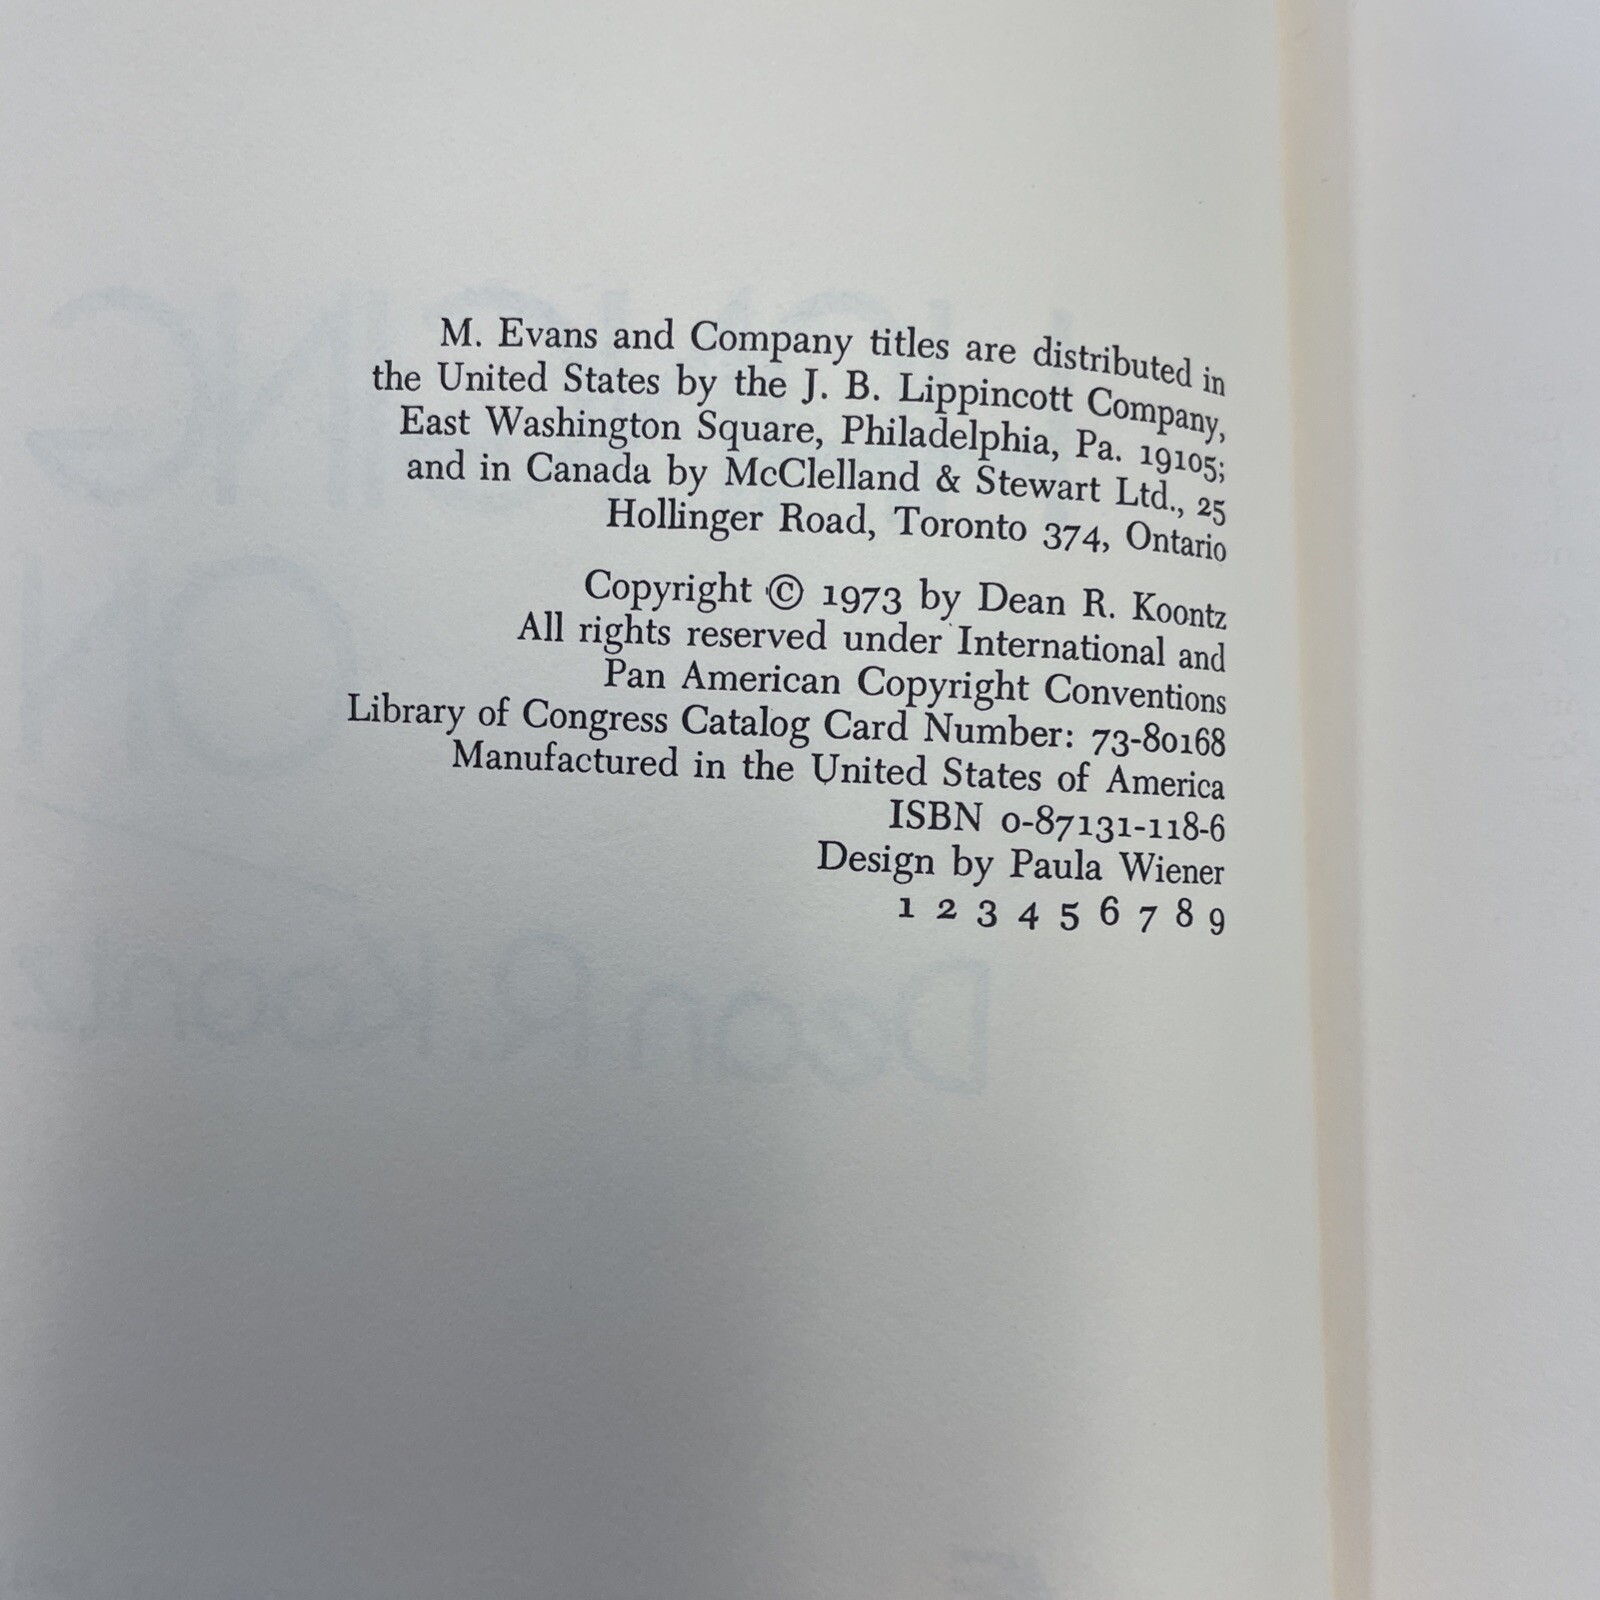 M. Evans and Company titles are distributed in
the United States by the J. B. Lippincott Company,
East Washington Square, Philadelphia, Pa. 19105;
and in Canada by McClelland & Stewart Ltd., 25
Hollinger Road, Toronto 374, Ontario
Copyright © 1973 by Dean R. Koontz
All rights reserved under International and
Pan American Copyright Conventions
Library of Congress Catalog Card Number: 73-80168
Manufactured in the United States of America
ISBN 0-87131-118-6
Design by Paula Wiener
1 2 3 4 5 6 7 8 9
ON
Dean R. Koontz